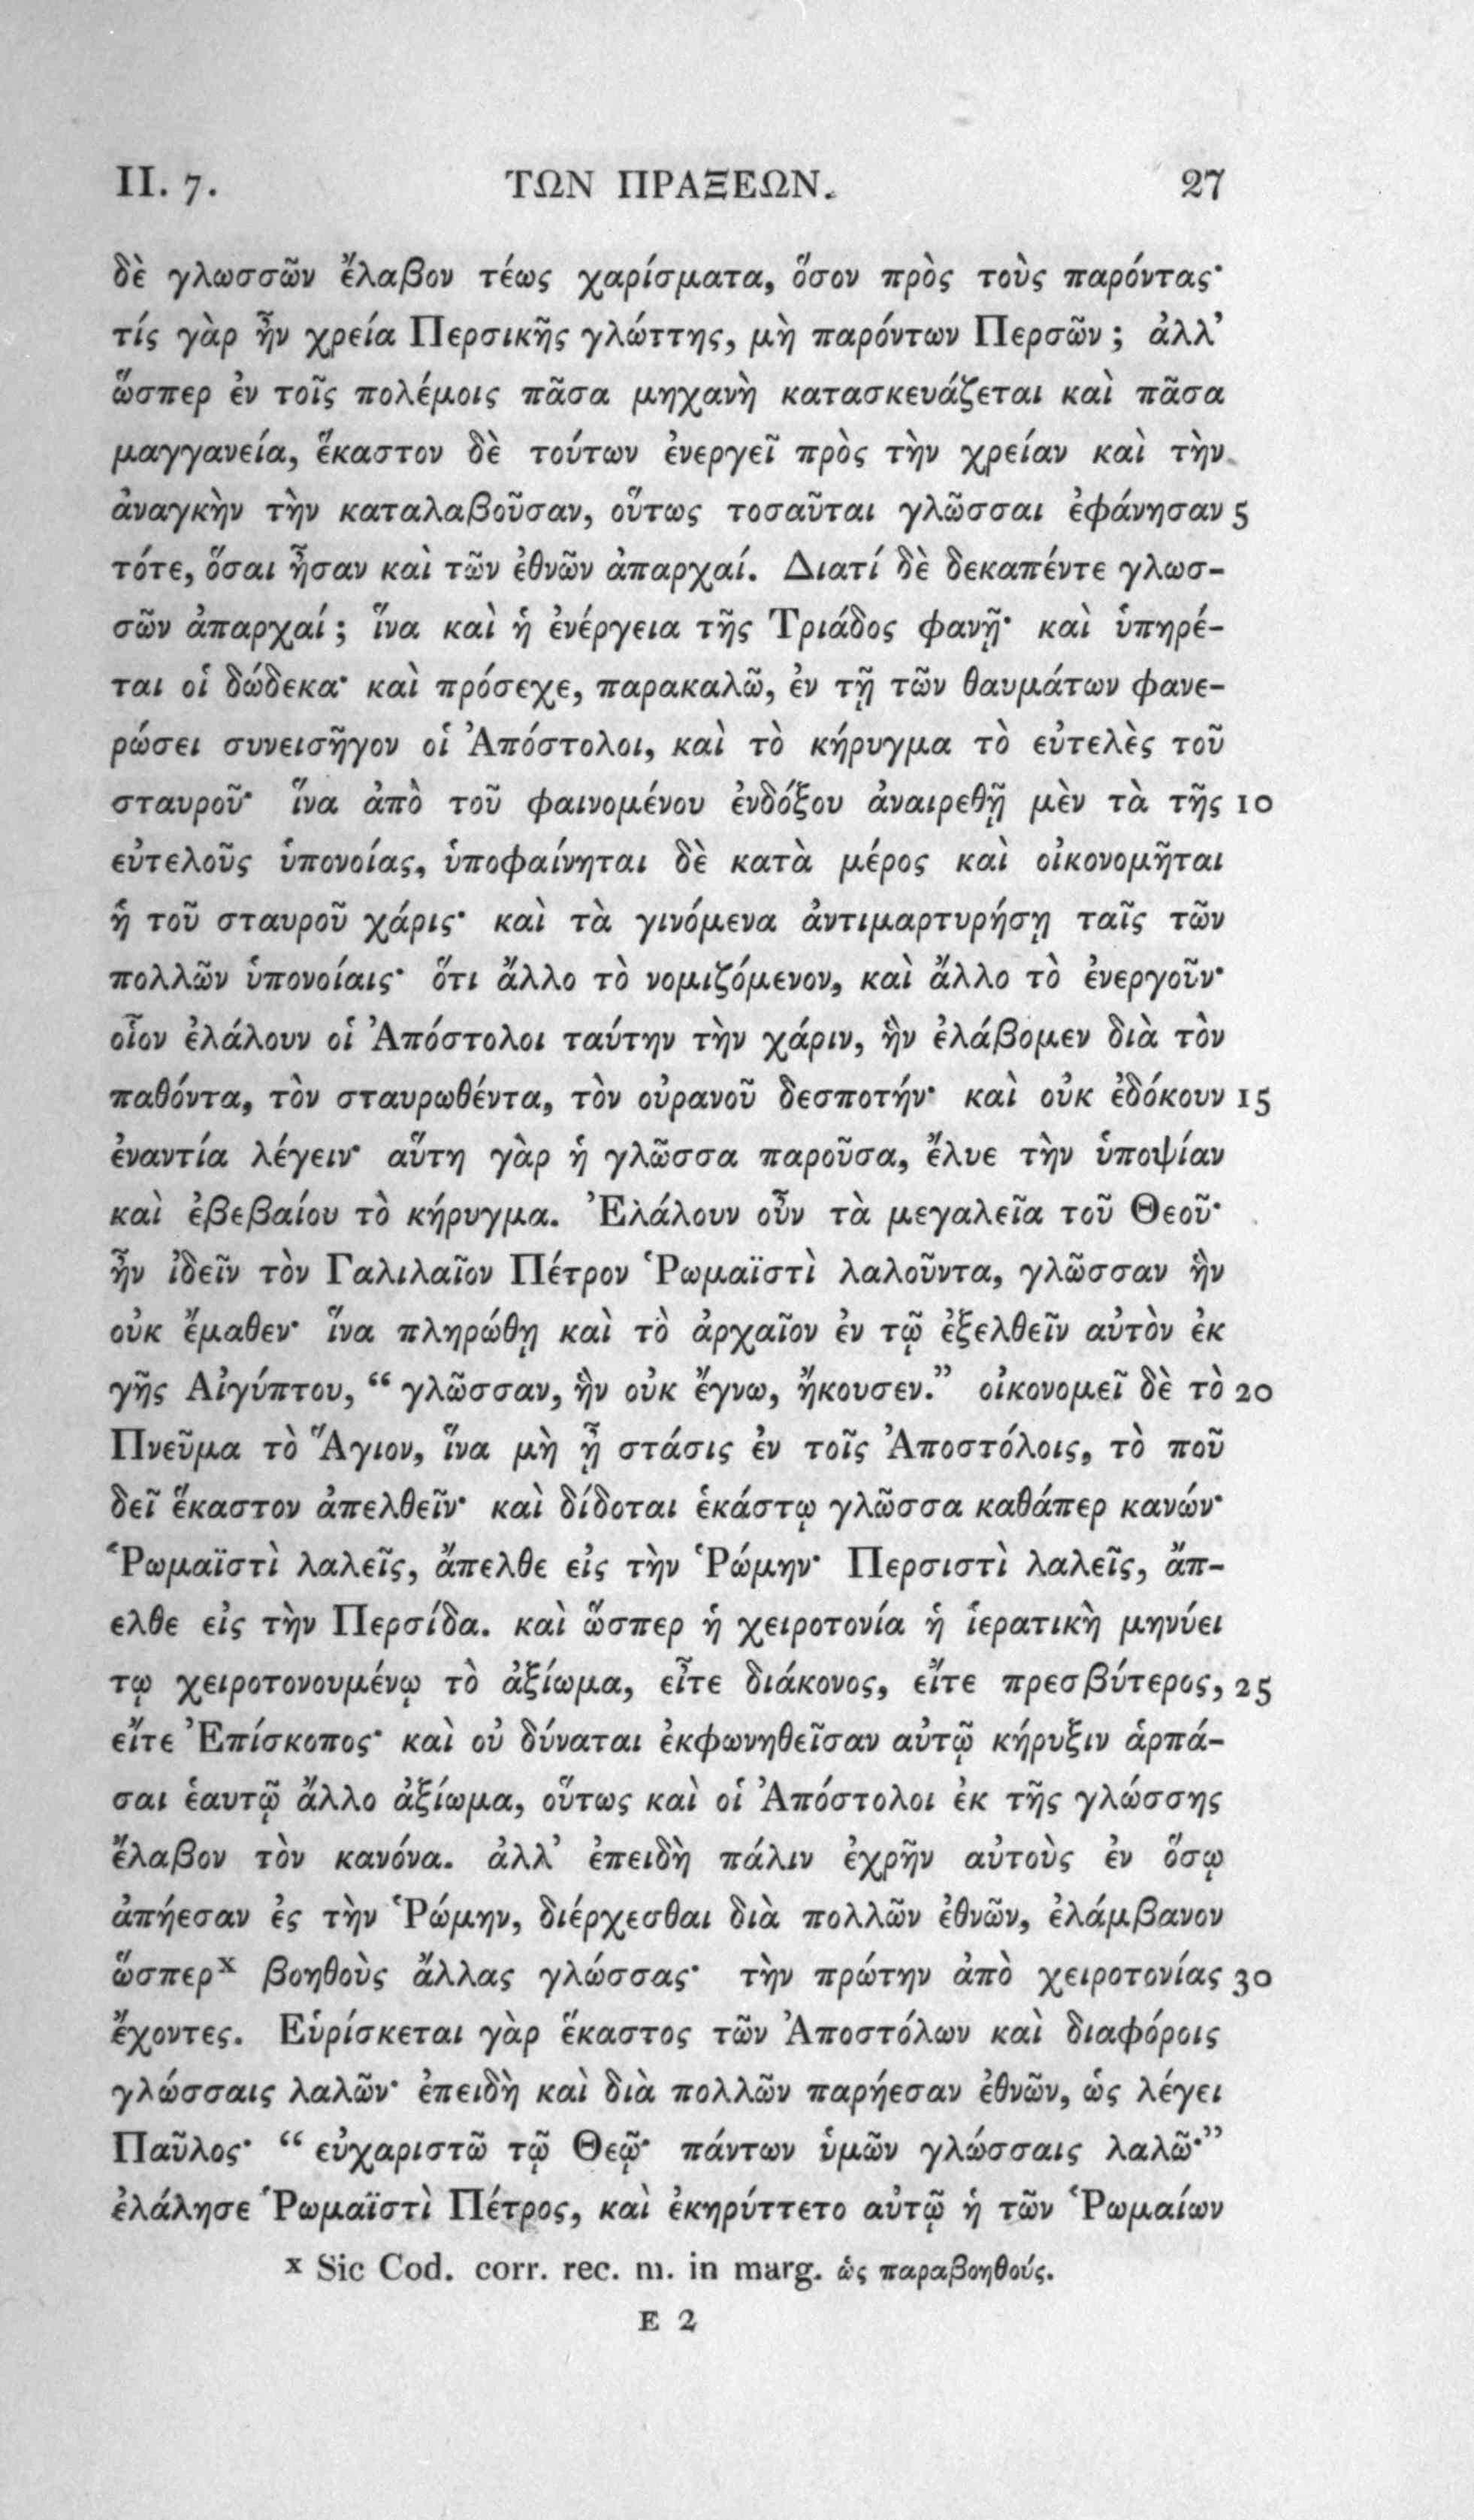 II. 7. ΤΩΝ ΠΡΑΞΕΩΝ. 27
δὲ γλωσσῶν ἔλαβον τέως χαρίσματα, ὅσον πρὸς τοὺς παρόντας·
τίς γὰρ ἦν χρεία Περσικῆς γλώττης, μὴ παρόντων Περσῶν ; ἀλλ’
ὥσπερ ἐν τοῖς πολέμοις πᾶσα μηχανὴ κατασκευάζεται καὶ πᾶσα
μαγγανεία, ἕκαστον δὲ τούτων ἐνεργεῖ πρὸς τὴν χρείαν καὶ τὴν
ἀναγκὴν τὴν καταλαβοῦσαν, οὕτως τοσαῦται γλῶσσαι ἐφάνησαν 5
τότε, ὅσαι ἦσαν καὶ τῶν ἐθνῶν ἀπαρχαί. Διατί δὲ δεκαπέντε γλωσ-
σῶν ἀπαρχαί ; ἵνα καὶ ἡ ἐνέργεια τῆς Τριάδος φανῇ· καὶ ὑπηρέ-
ται οἱ δώδεκα· καὶ πρόσεχε, παρακαλῶ, ἐν τῇ τῶν θαυμάτων φανε-
ρώσει συνεισῆγον οἱ Ἀπόστολοι, καὶ τὸ κήρυγμα τὸ εὐτελὲς τοῦ
σταυροῦ· ἵνα ἀπὸ τοῦ φαινομένου ἐνδόξου ἀναιρεθῇ μὲν τὰ τῆς 10
εὐτελοῦς ὑπονοίας, ὑποφαίνηται δὲ κατὰ μέρος καὶ οἰκονομῆται
ἡ τοῦ σταυροῦ χάρις· καὶ τὰ γινόμενα ἀντιμαρτυρήσῃ ταῖς τῶν
πολλῶν ὑπονοίαις· ὅτι ἄλλο τὸ νομιζόμενον, καὶ ἄλλο τὸ ἐνεργοῦν·
οἷον ἐλάλουν οἱ Ἀπόστολοι ταύτην τὴν χάριν, ἣν ἐλάβομεν διὰ τὸν
παθόντα, τὸν σταυρωθέντα, τὸν οὐρανοῦ δεσποτήν· καὶ οὐκ ἐδόκουν 15
ἐναντία λέγειν· αὕτη γὰρ ἡ γλῶσσα παροῦσα, ἔλυε τὴν ὑποψίαν
καὶ ἐβεβαίου τὸ κήρυγμα. Ἐλάλουν οὖν τὰ μεγαλεῖα τοῦ Θεοῦ·
ἦν ἰδεῖν τὸν Γαλιλαῖον Πέτρον Ῥωμαϊστὶ λαλοῦντα, γλῶσσαν ἣν
οὐκ ἔμαθεν· ἵνα πληρώθῃ καὶ τὸ ἀρχαῖον ἐν τῷ ἐξελθεῖν αὐτὸν ἐκ
γῆς Αἰγύπτου, “ γλῶσσαν, ἣν οὐκ ἔγνω, ἤκουσεν.” οἰκονομεῖ δὲ τὸ 20
Πνεῦμα τὸ Ἅγιον, ἵνα μὴ ᾖ στάσις ἐν τοῖς Ἀποστόλοις, τὸ ποῦ
δεῖ ἕκαστον ἀπελθεῖν· καὶ δίδοται ἑκάστῳ γλῶσσα καθάπερ κανών·
Ῥωμαϊστὶ λαλεῖς, ἄπελθε εἰς τὴν Ῥώμην· Περσιστὶ λαλεῖς, ἄπ-
ελθε εἰς τὴν Περσίδα. καὶ ὥσπερ ἡ χειροτονία ἡ ἱερατικὴ μηνύει
τῳ χειροτονουμένῳ τὸ ἀξίωμα, εἶτε διάκονος, εἴτε πρεσβύτερος, 25
εἴτε Ἐπίσκοπος· καὶ οὐ δύναται ἐκφωνηθεῖσαν αὐτῷ κήρυξιν ἁρπά-
σαι ἑαυτῷ ἄλλο ἀξίωμα, οὕτως καὶ οἱ Ἀπόστολοι ἐκ τῆς γλώσσης
ἔλαβον τὸν κανόνα. ἀλλ’ ἐπειδὴ πάλιν ἐχρῆν αὐτοὺς ἐν ὅσῳ
ἀπήεσαν ἐς τὴν Ῥώμην, διέρχεσθαι διὰ πολλῶν ἐθνῶν, ἐλάμβανον
ὥσπερ ˣ βοηθοὺς ἄλλας γλώσσας· τὴν πρώτην ἀπὸ χειροτονίας 30
ἔχοντες. Εὑρίσκεται γὰρ ἕκαστος τῶν Ἀποστόλων καὶ διαφόροις
γλώσσαις λαλῶν· ἐπειδὴ καὶ διὰ πολλῶν παρήεσαν ἐθνῶν, ὡς λέγει
Παῦλος· “ εὐχαριστῶ τῷ Θεῷ· πάντων ὑμῶν γλώσσαις λαλῶ·”
ἐλάλησε Ῥωμαϊστὶ Πέτρος, καὶ ἐκηρύττετο αὐτῷ ἡ τῶν Ῥωμαίων
x Sic Cod. corr. rec. m. in marg. ὡς παραβοηθούς.
E 2